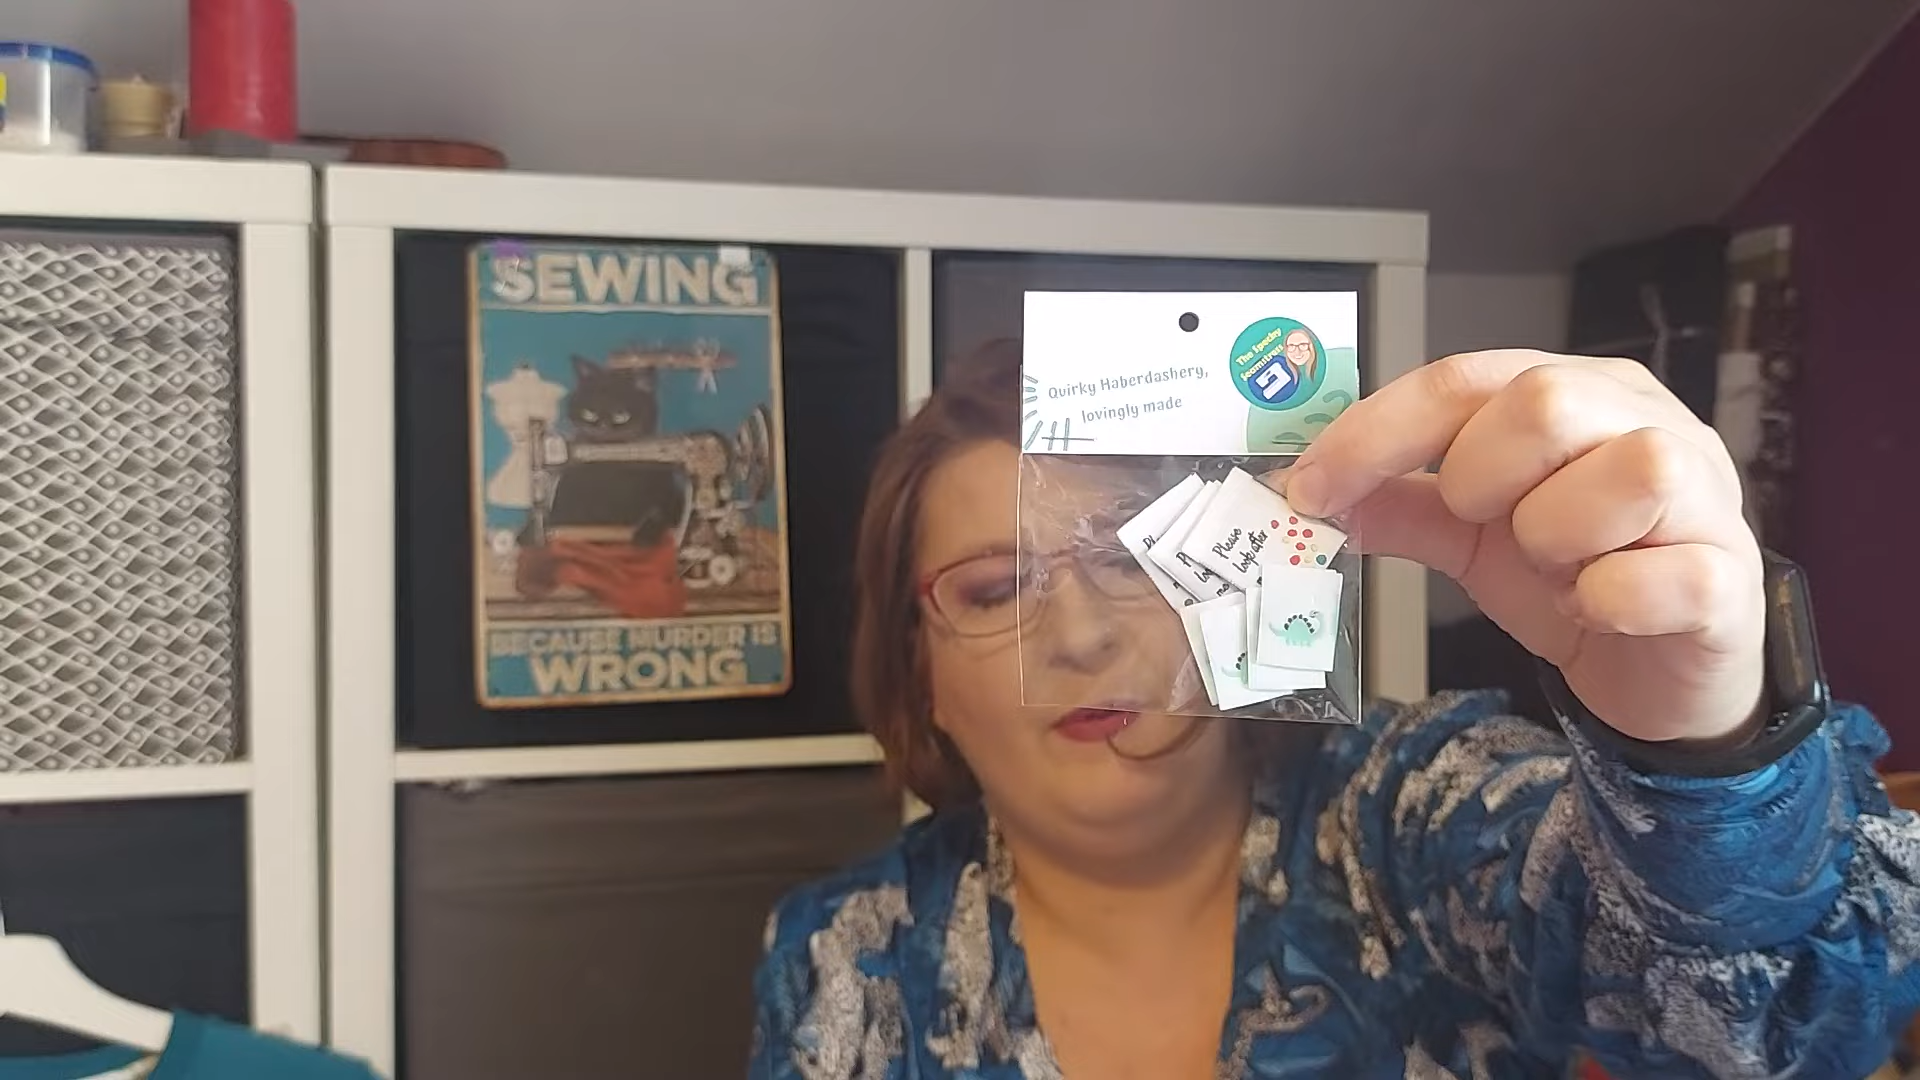 SEWING
BECAUSE MURDER IS
WRONG
Quirky Haberdashery,
lovingly made
The Specky
Seamstress
Please
look after